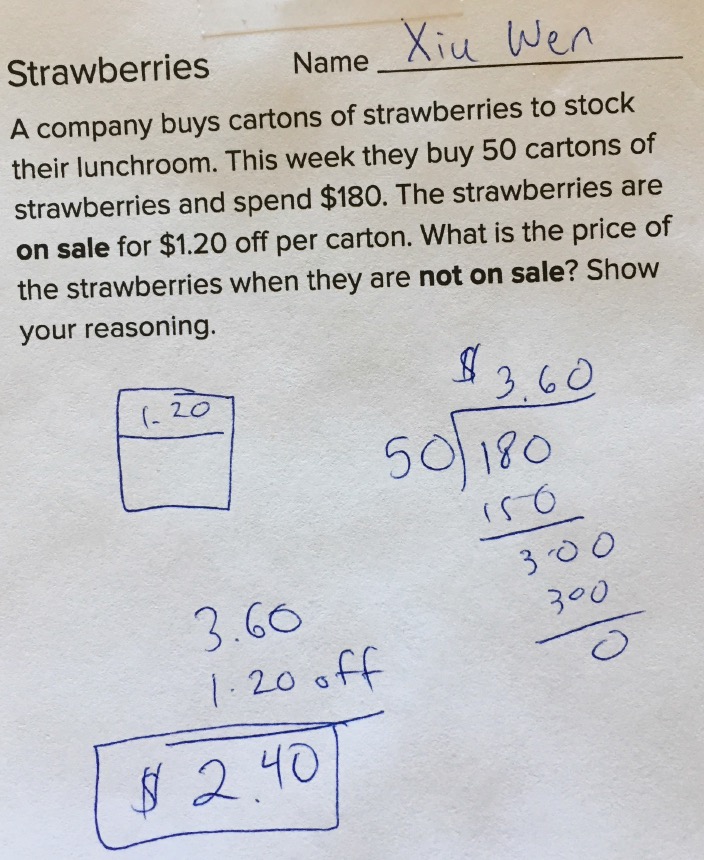 Strawberries Name Xiu Wen
A company buys cartons of strawberries to stock
their lunchroom. This week they buy 50 cartons of
strawberries and spend $180. The strawberries are
on sale for $1.20 off per carton. What is the price of
the strawberries when they are not on sale? Show
your reasoning.
$3.60
50)180
150
3.00
300
0
1.20
3.60
1.20 off
$2.40